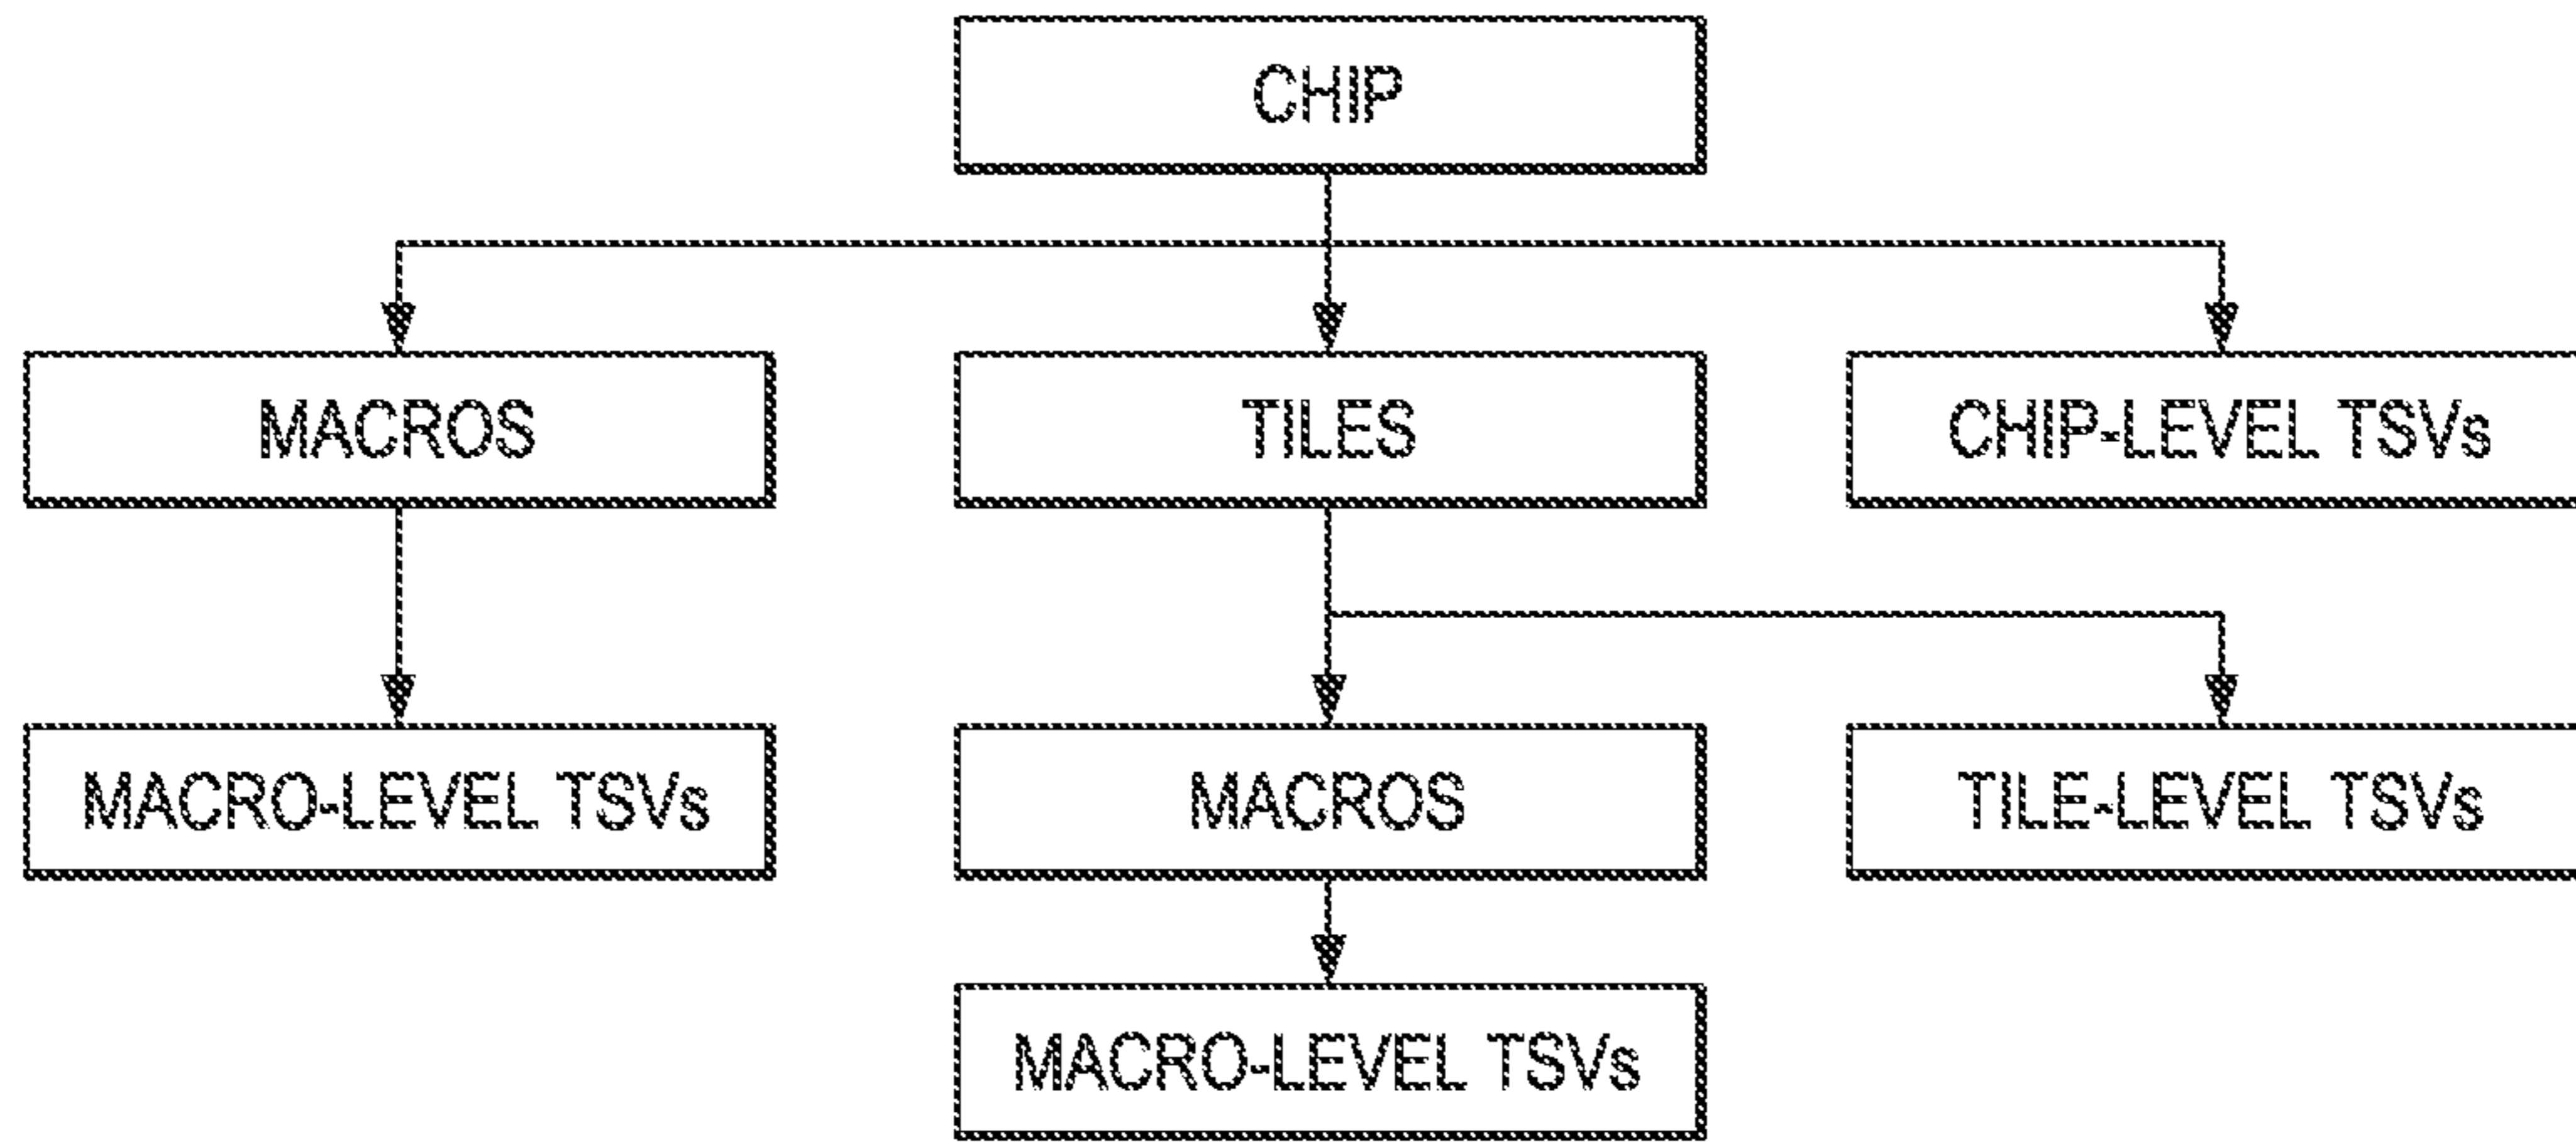 CHIP
MACROS
TILES
CHIP-LEVEL TSVs
MACRO-LEVEL TSVs
MACROS
TILE-LEVEL TSVs
MACRO-LEVEL TSVs